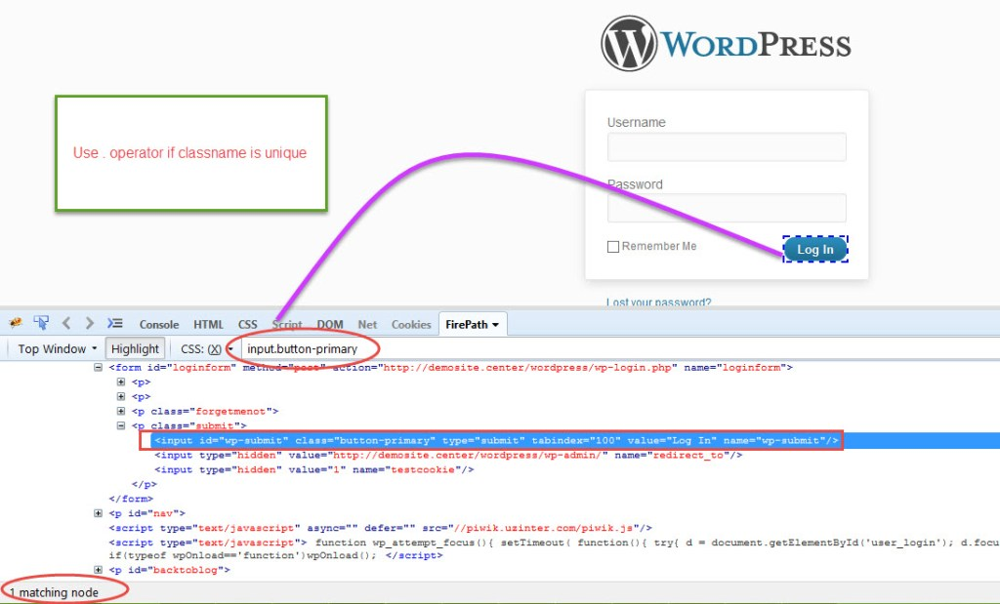 WORDPRESS
Use . operator if classname is unique
Username
Password
Remember Me
Log In
Lost your password?
Console HTML CSS Script DOM Net Cookies FirePath
Top Window Highlight CSS: (X) input.button-primary
<form id="loginform" method="post" action="http://demosite.center/wordpress/wp-login.php" name="loginform">
<p>
<p>
<p class="forgetmenot">
<p class="submit">
<input id="wp-submit" class="button-primary" type="submit" tabindex="100" value="Log In" name="wp-submit"/>
<input type="hidden" value="http://demosite.center/wordpress/wp-admin/" name="redirect_to"/>
<input type="hidden" value="1" name="testcookie"/>
</p>
</form>
<p id="nav">
<script type="text/javascript" async="" defer="" src="//piwik.uzinter.com/piwik.js"/>
<script type="text/javascript"> function wp_attempt_focus(){ setTimeout( function(){ try{ d = document.getElementById('user_login'); d.focus
if(typeof wpOnload=='function')wpOnload(); </script>
<p id="backtoblog">
1 matching node